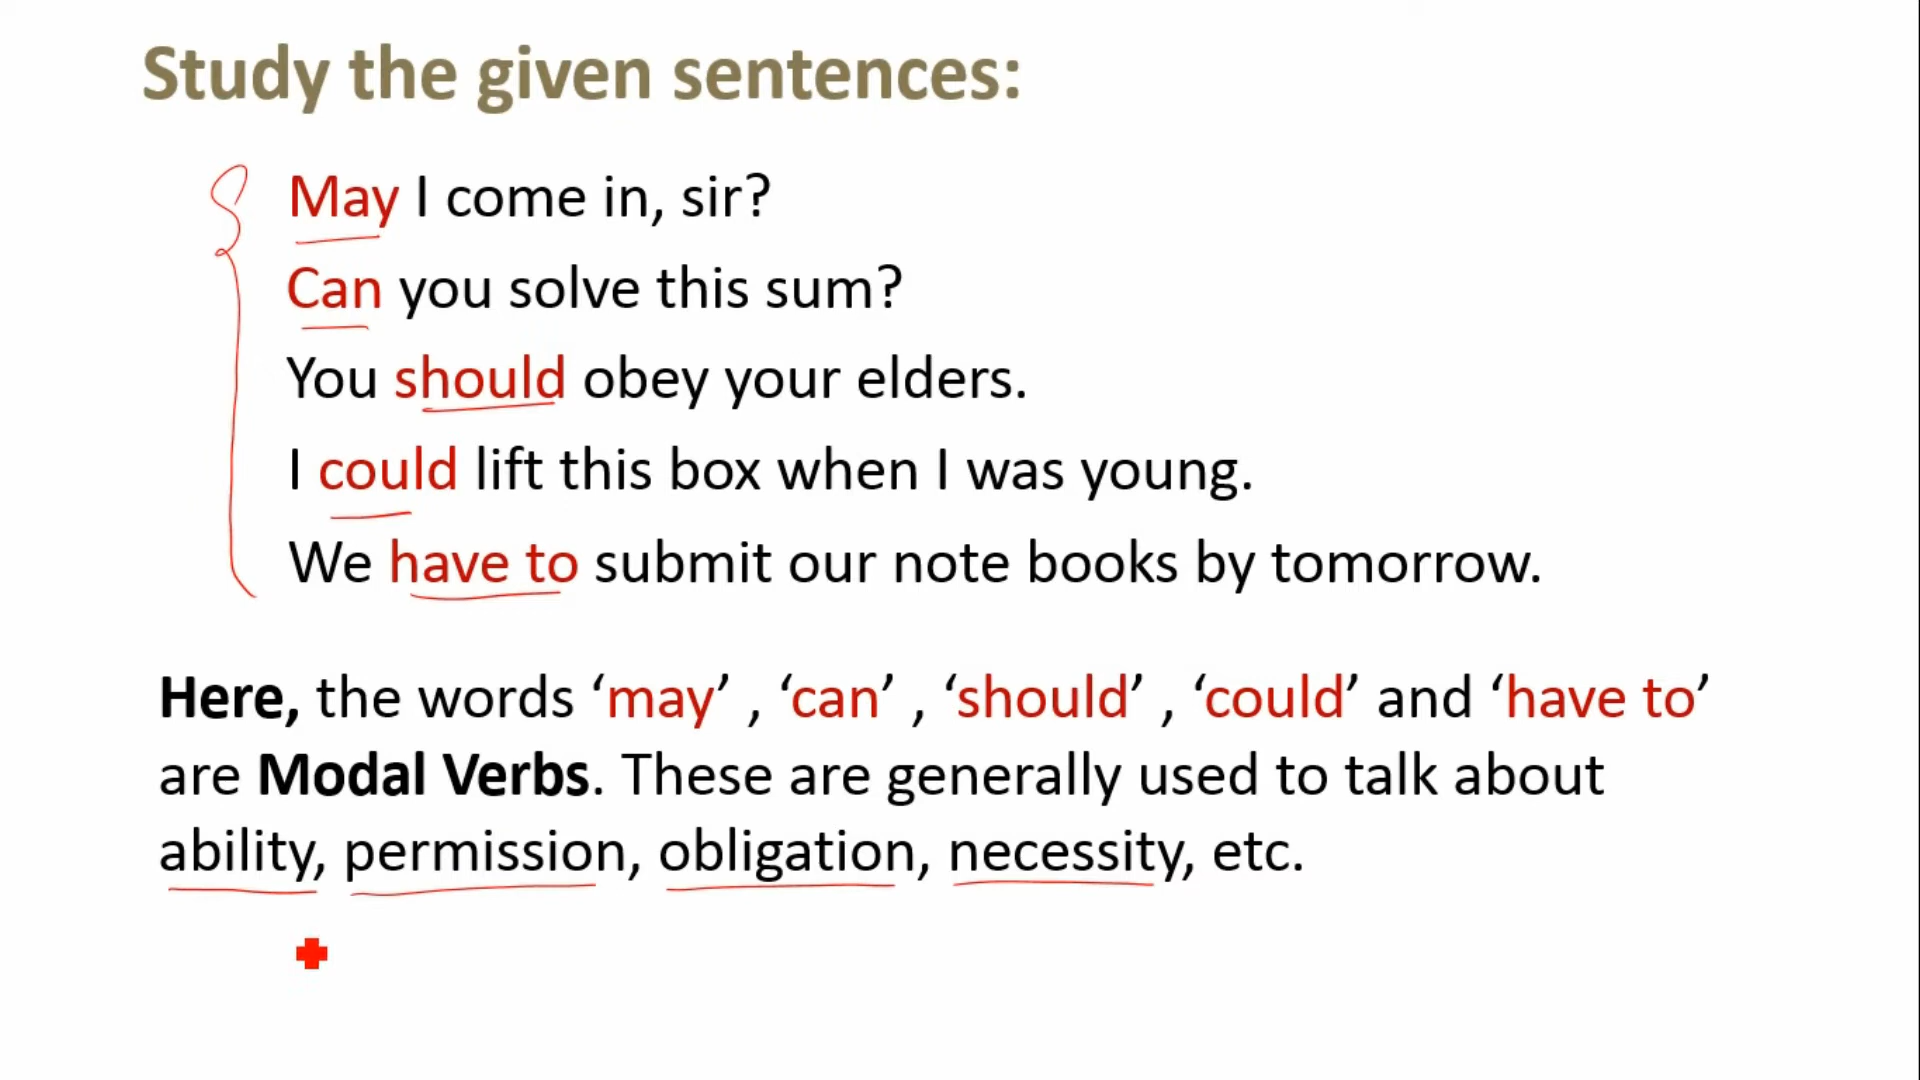 Study the given sentences:
May I come in, sir?
Can you solve this sum?
You should obey your elders.
I could lift this box when I was young.
We have to submit our note books by tomorrow.
Here, the words ‘may’ , ‘can’ , ‘should’ , ‘could’ and ‘have to’
are Modal Verbs. These are generally used to talk about
ability, permission, obligation, necessity, etc.